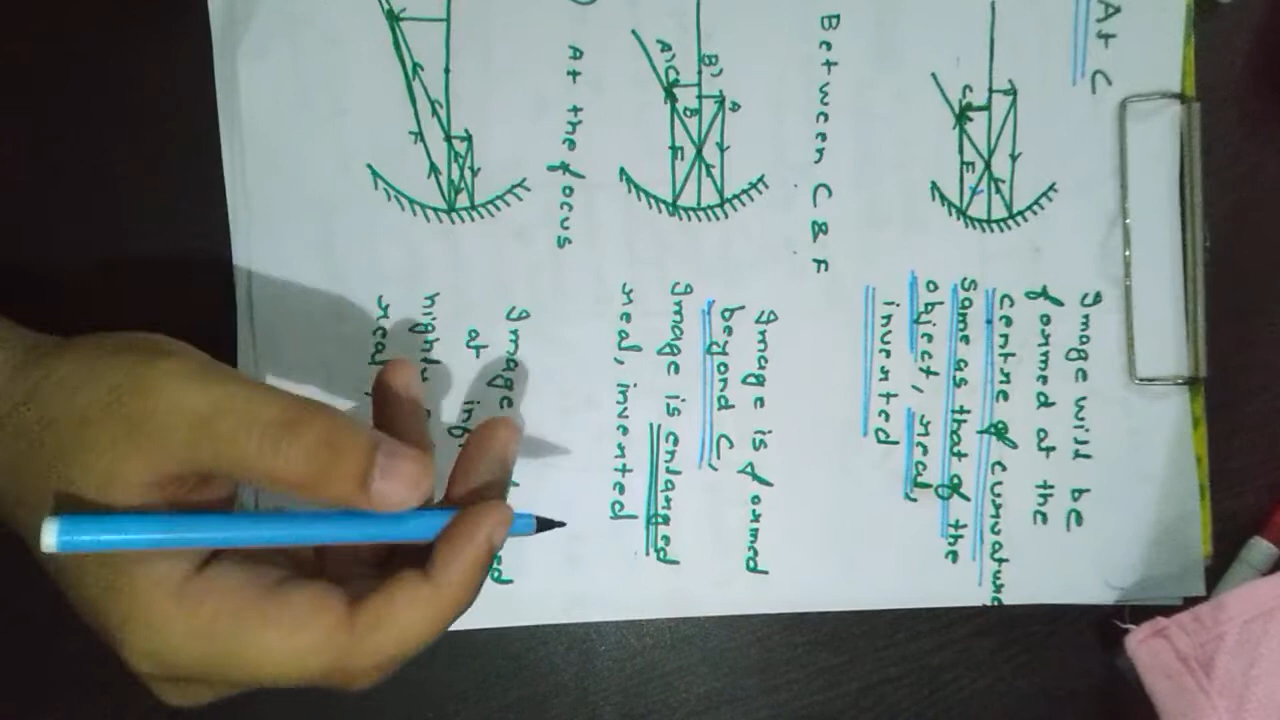 At C
C
F
Image will be
formed at the
centre of curvature
same as that of the
object, real,
inverted
Between C & F
A
B
B'
A'
C
F
Image is formed
beyond C,
Image is enlarged
real, inverted
) At the focus
C
F
Image
at
highly
real